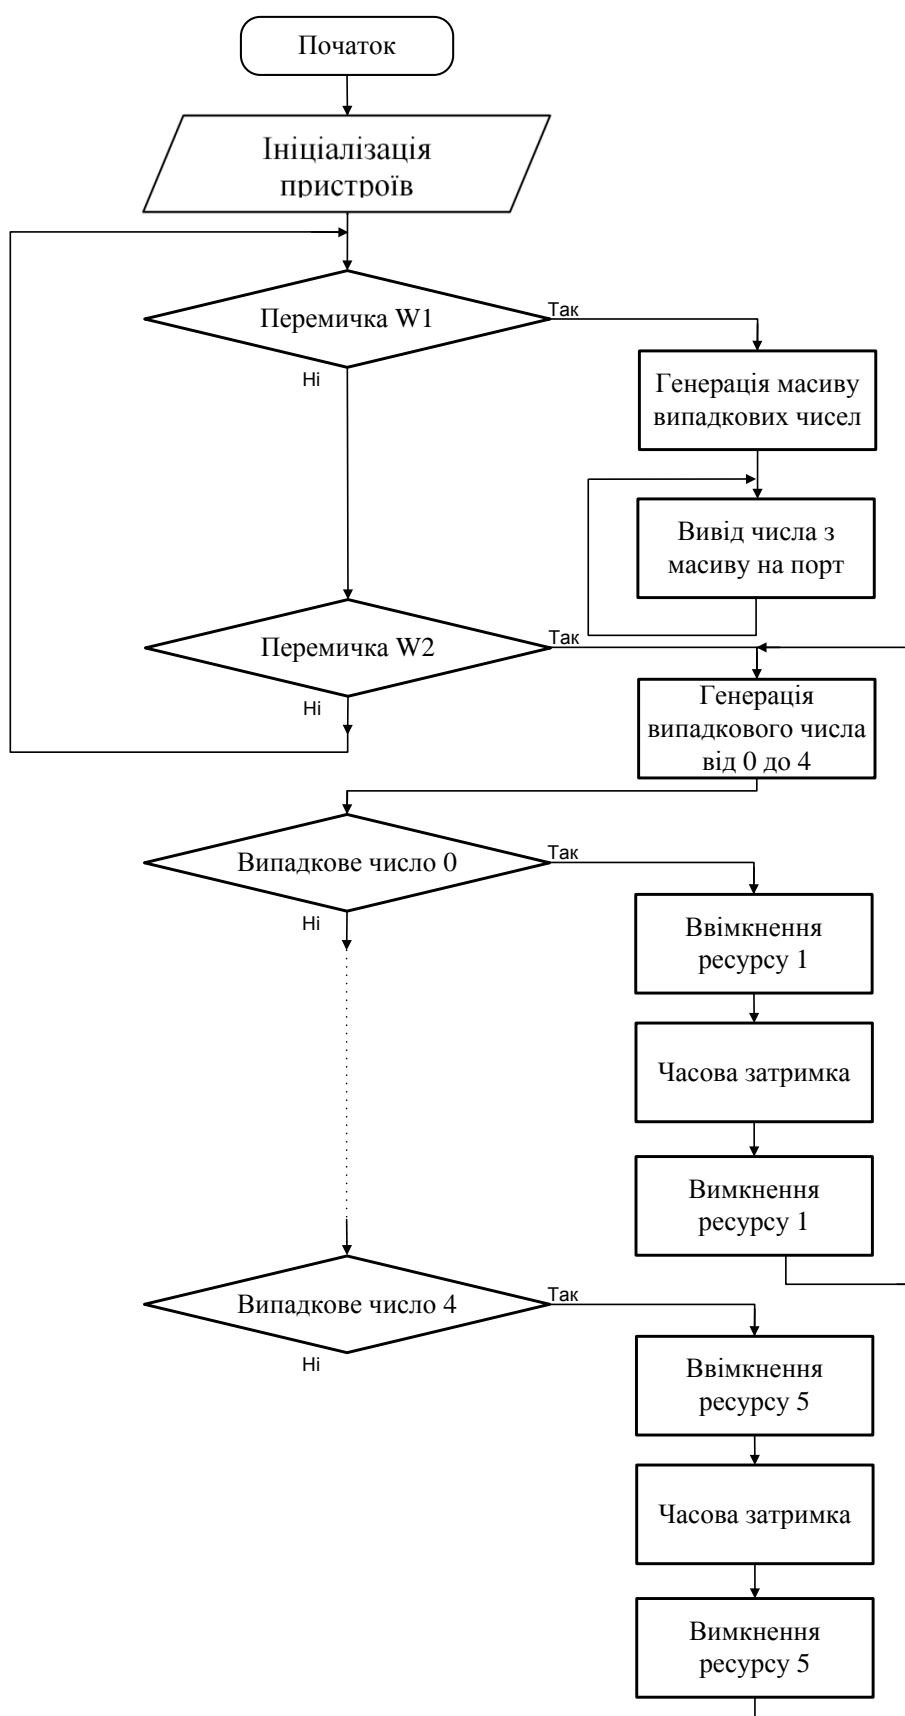 Початок
Ініціалізація
пристроїв
Перемичка W1
Так
Ні
Генерація масиву
випадкових чисел
Вивід числа з
масиву на порт
Перемичка W2
Так
Ні
Генерація
випадкового числа
від 0 до 4
Випадкове число 0
Так
Ні
Ввімкнення
ресурсу 1
Часова затримка
Вимкнення
ресурсу 1
Випадкове число 4
Так
Ні
Ввімкнення
ресурсу 5
Часова затримка
Вимкнення
ресурсу 5